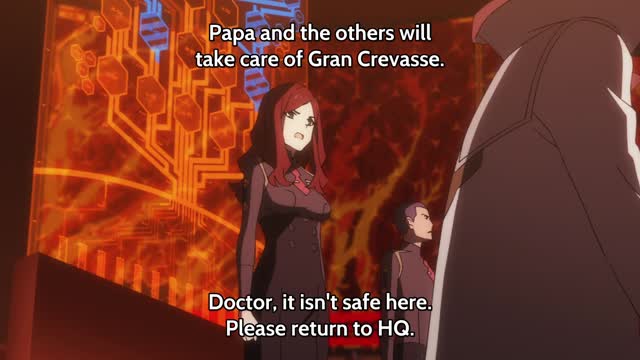 Papa and the others will
take care of Gran Crevasse.
Doctor, it isn't safe here.
Please return to HQ.